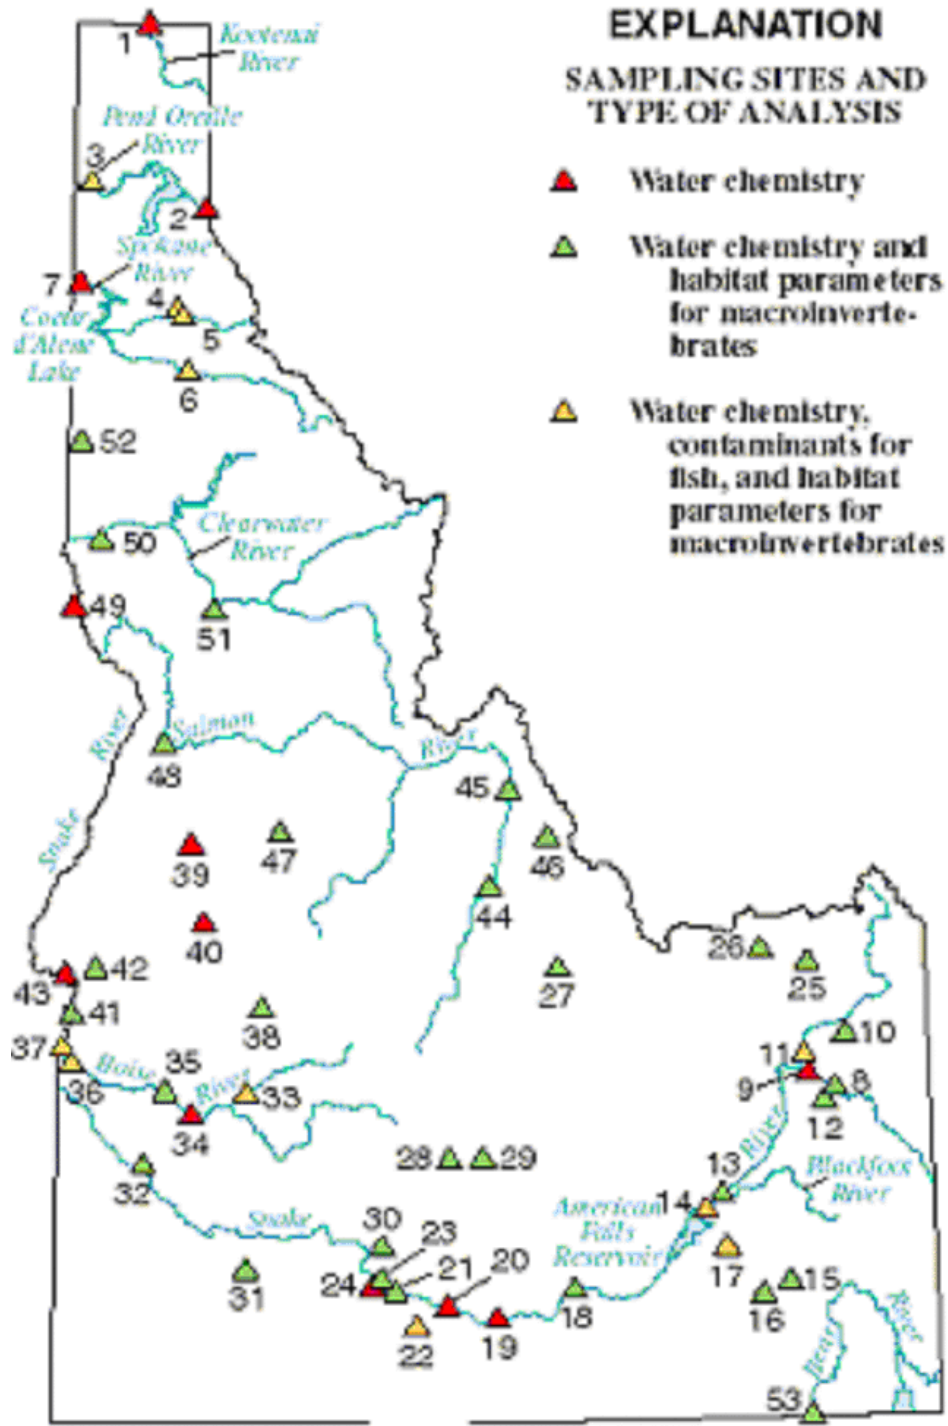 EXPLANATION
SAMPLING SITES AND
TYPE OF ANALYSIS
Water chemistry
Water chemistry and
habitat parameters
for macroinverte-
brates
Water chemistry,
contaminants for
fish, and habitat
parameters for
macroinvertebrates
1
Kootenai
River
Pend Oreille
River
3
2
Spokane
River
7
4
Coeur
d'Alene
Lake
5
6
52
Clearwater
River
50
49
51
River
Salmon
River
48
45
Snake
47
46
39
44
40
26
25
42
43
27
41
38
10
37
11
36
Boise
35
River
33
9
8
34
12
River
28
29
13
Blackfoot
River
32
14
American
Falls
Reservoir
Snake
30
23
17
31
24
21
20
15
16
18
19
22
Bear
River
53